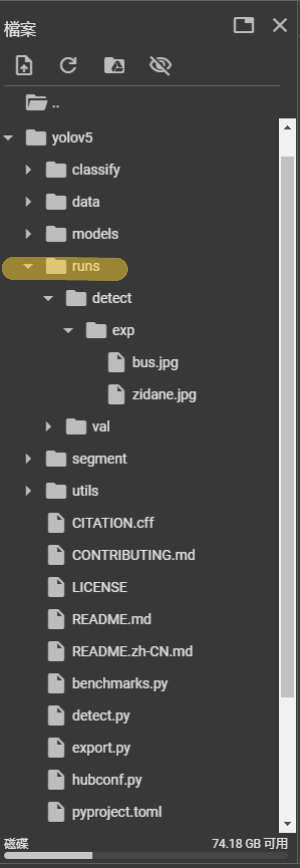 檔案
..
yolov5
classify
data
models
runs
detect
exp
bus.jpg
zidane.jpg
val
segment
utils
CITATION.cff
CONTRIBUTING.md
LICENSE
README.md
README.zh-CN.md
benchmarks.py
detect.py
export.py
hubconf.py
pyproject.toml
磁碟 74.18 GB 可用